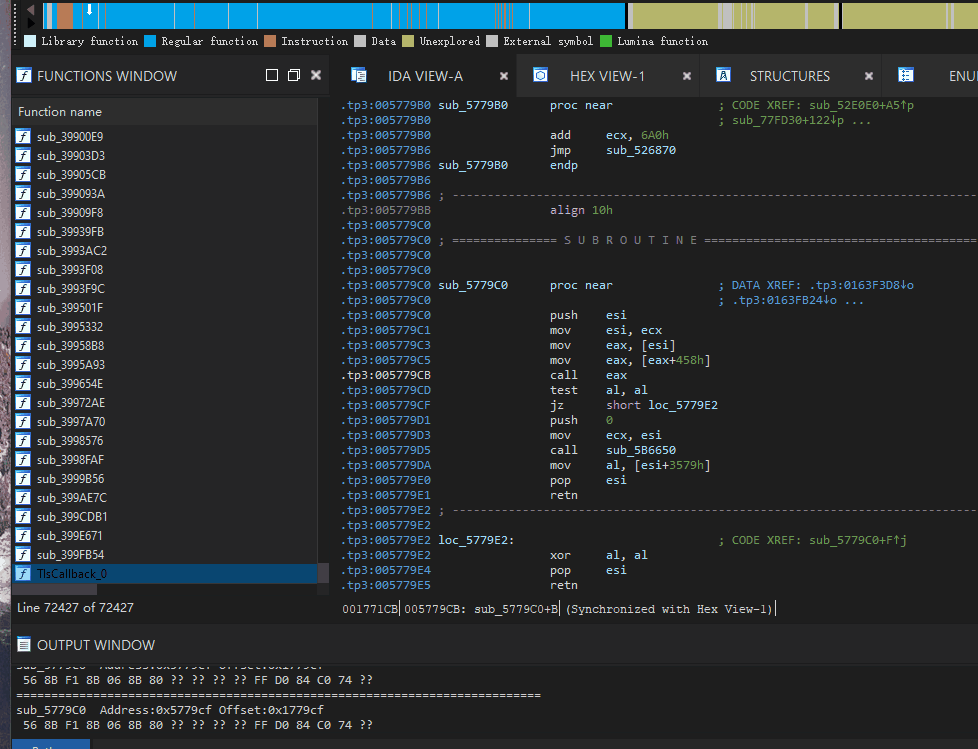 Library function Regular function Instruction Data Unexplored External symbol Lumina function
FUNCTIONS WINDOW
Function name
sub_39900E9
sub_39903D3
sub_39905CB
sub_399093A
sub_39909F8
sub_39939FB
sub_3993AC2
sub_3993F08
sub_3993F9C
sub_399501F
sub_3995332
sub_39958B8
sub_3995A93
sub_399654E
sub_39972AE
sub_3997A70
sub_3998576
sub_3998FAF
sub_3999B56
sub_399AE7C
sub_399CDB1
sub_399E671
sub_399FB54
TlsCallback_0
Line 72427 of 72427
IDA VIEW-A HEX VIEW-1 STRUCTURES ENU
.tp3:005779B0 sub_5779B0 proc near ; CODE XREF: sub_52E0E0+A5↑p
.tp3:005779B0 ; sub_77FD30+122↓p ...
.tp3:005779B0 add ecx, 6A0h
.tp3:005779B6 jmp sub_526870
.tp3:005779B6 sub_5779B0 endp
.tp3:005779B6
.tp3:005779B6 ; ---------------------------------------------------------------------------
.tp3:005779BB align 10h
.tp3:005779C0
.tp3:005779C0 ; =============== S U B R O U T I N E =======================================
.tp3:005779C0
.tp3:005779C0
.tp3:005779C0 sub_5779C0 proc near ; DATA XREF: .tp3:0163F3D8↓o
.tp3:005779C0 ; .tp3:0163FB24↓o ...
.tp3:005779C0 push esi
.tp3:005779C1 mov esi, ecx
.tp3:005779C3 mov eax, [esi]
.tp3:005779C5 mov eax, [eax+458h]
.tp3:005779CB call eax
.tp3:005779CD test al, al
.tp3:005779CF jz short loc_5779E2
.tp3:005779D1 push 0
.tp3:005779D3 mov ecx, esi
.tp3:005779D5 call sub_5B6650
.tp3:005779DA mov al, [esi+3579h]
.tp3:005779E0 pop esi
.tp3:005779E1 retn
.tp3:005779E2 ; ---------------------------------------------------------------------------
.tp3:005779E2
.tp3:005779E2 loc_5779E2: ; CODE XREF: sub_5779C0+F↑j
.tp3:005779E2 xor al, al
.tp3:005779E4 pop esi
.tp3:005779E5 retn
001771CB 005779CB: sub_5779C0+B (Synchronized with Hex View-1)
OUTPUT WINDOW
sub_5779C0 Address:0x5779cf Offset:0x1779cf
56 8B F1 8B 06 8B 80 ?? ?? ?? ?? FF D0 84 C0 74 ??
===========================================================================
sub_5779C0 Address:0x5779cf Offset:0x1779cf
56 8B F1 8B 06 8B 80 ?? ?? ?? ?? FF D0 84 C0 74 ??